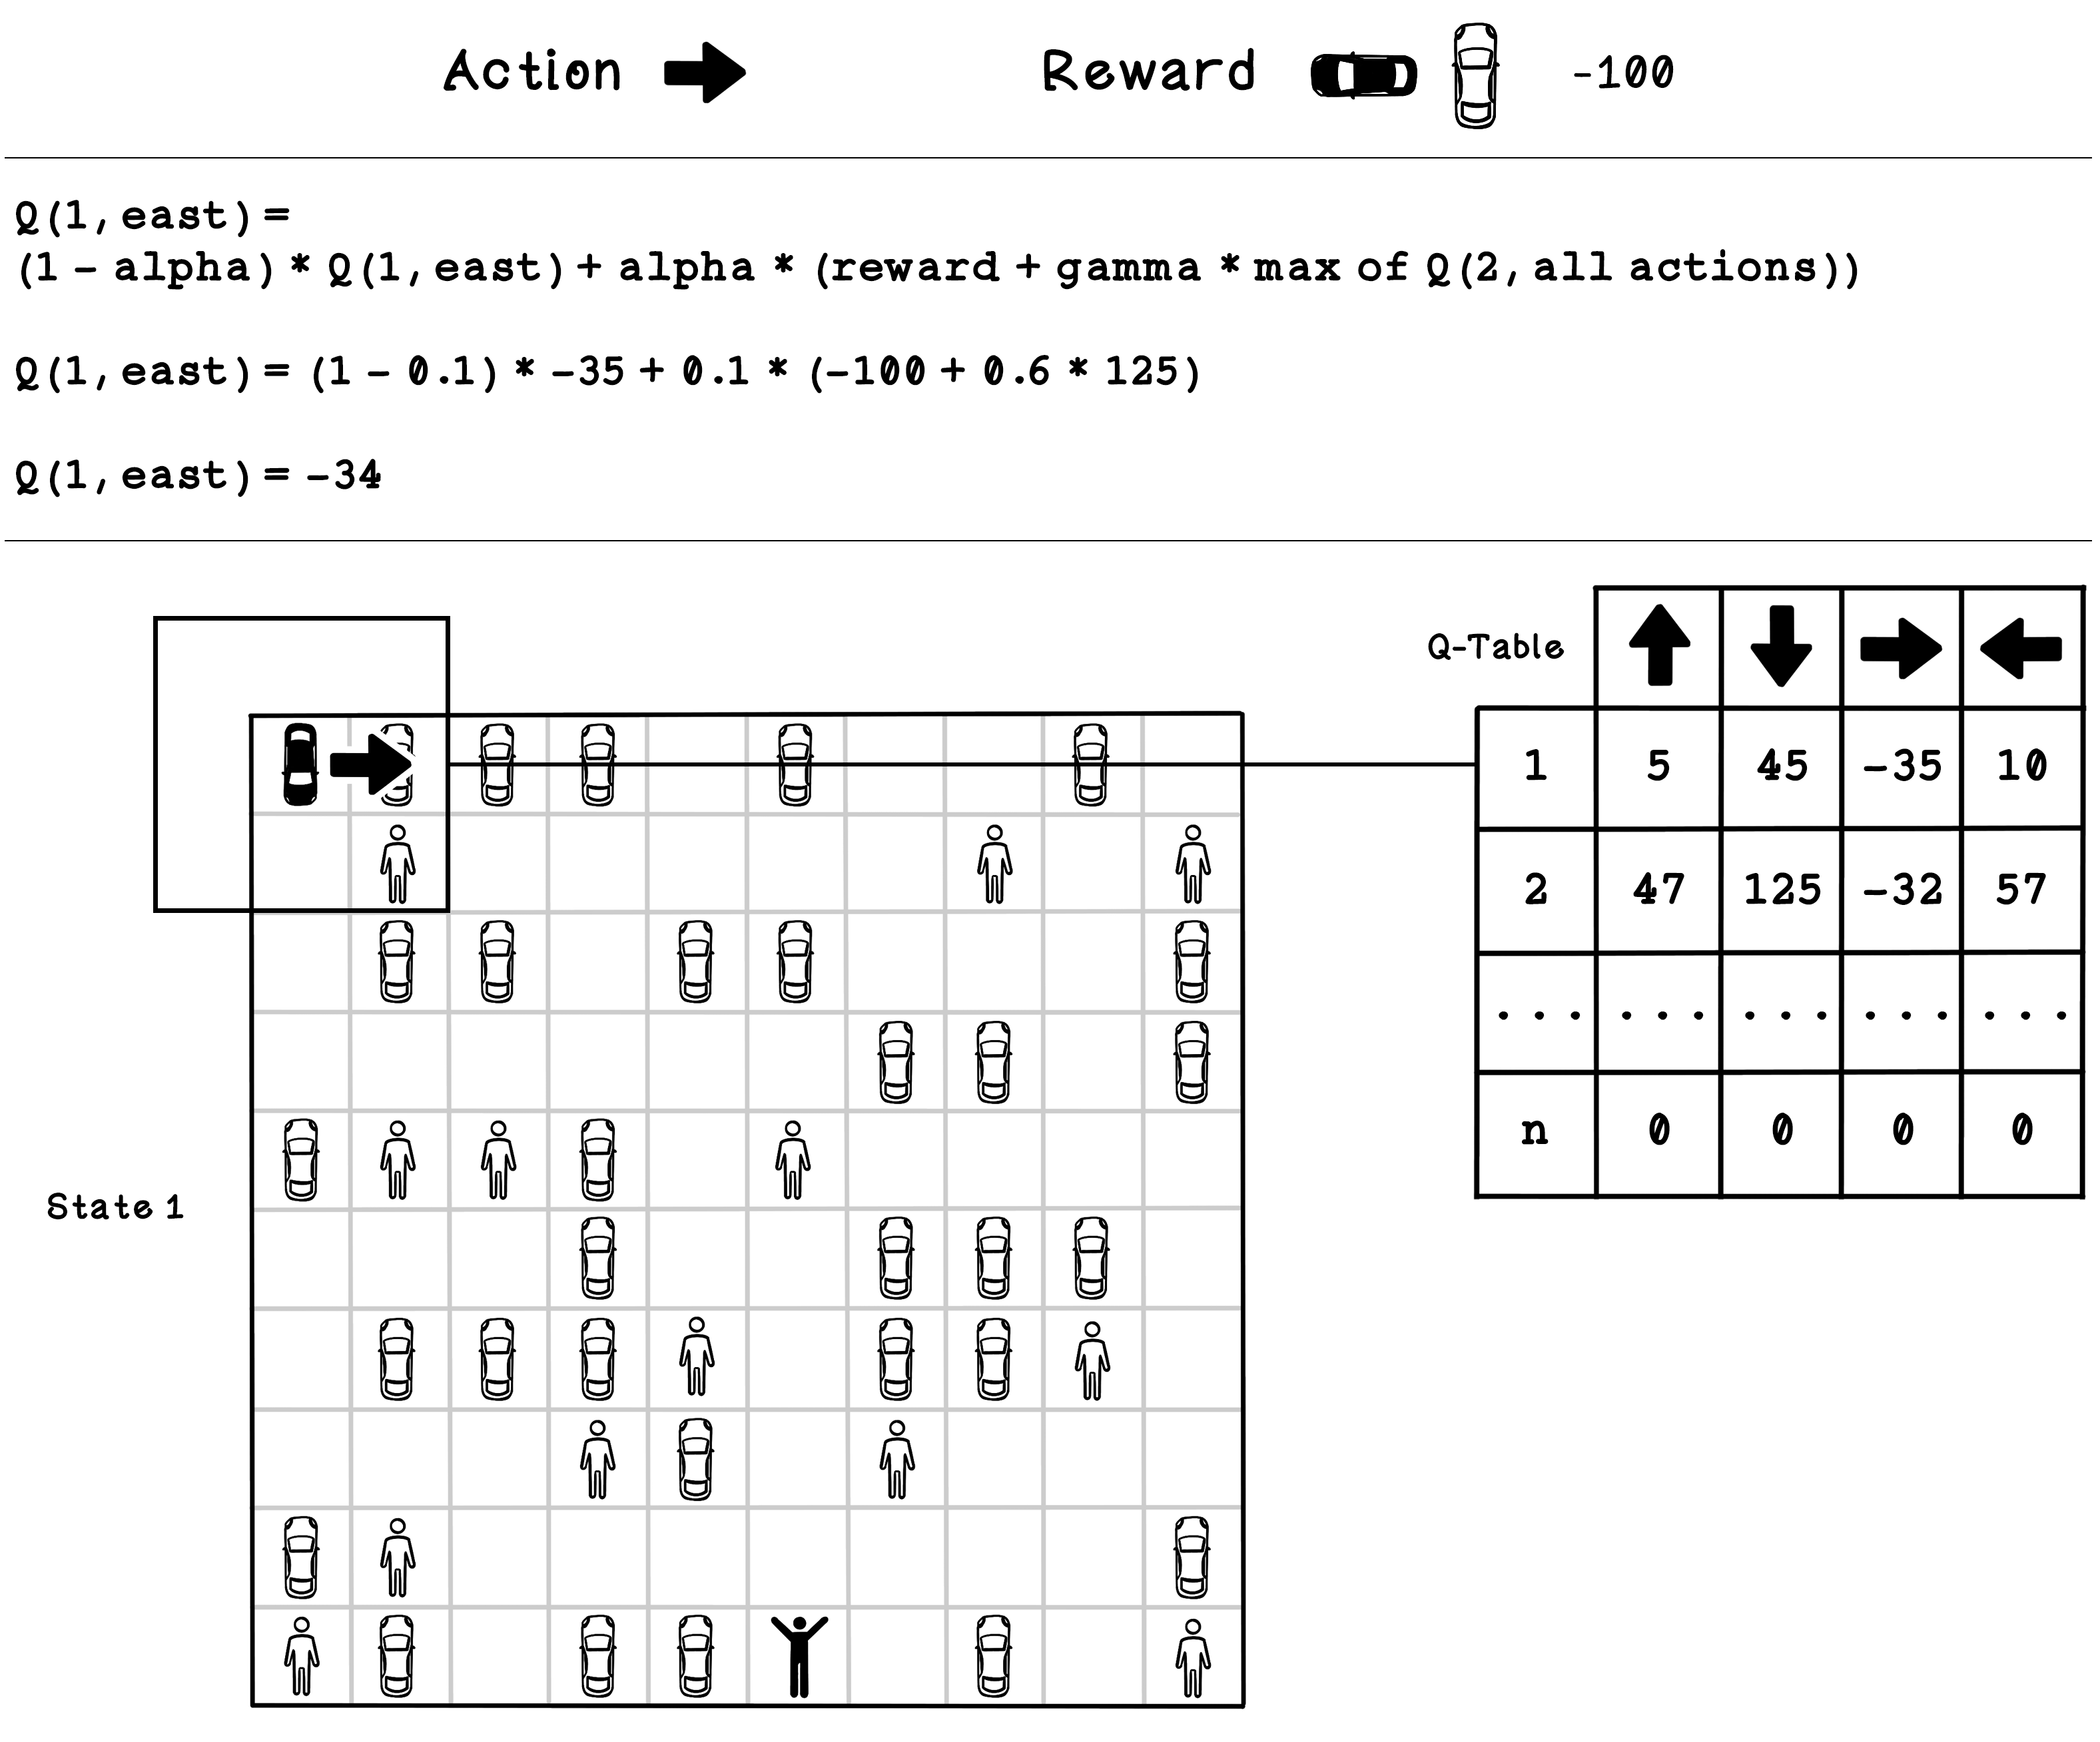 Action Reward -100
Q(1, east) =
(1 - alpha) * Q(1, east) + alpha * (reward + gamma * max of Q(2, all actions))
Q(1, east) = (1 - 0.1) * -35 + 0.1 * (-100 + 0.6 * 125)
Q(1, east) = -34
Q-Table
1 5 45 -35 10
2 47 125 -32 57
... ... ... ... ...
n 0 0 0 0
State 1